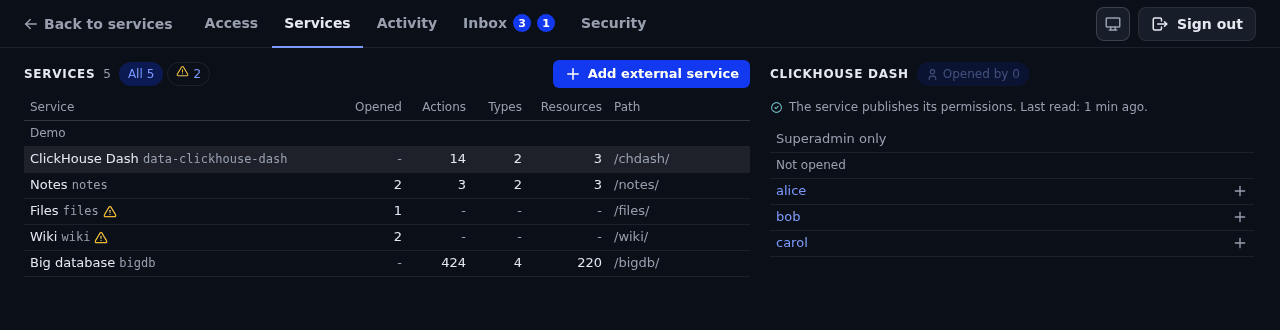 Back to services Access Services Activity Inbox 3 1 Security Sign out
SERVICES 5 All 5 2 Add external service
Service Opened Actions Types Resources Path
Demo
ClickHouse Dash data-clickhouse-dash - 14 2 3 /chdash/
Notes notes 2 3 2 3 /notes/
Files files 1 - - - /files/
Wiki wiki 2 - - - /wiki/
Big database bigdb - 424 4 220 /bigdb/
CLICKHOUSE DASH Opened by 0
The service publishes its permissions. Last read: 1 min ago.
Superadmin only
Not opened
alice
bob
carol